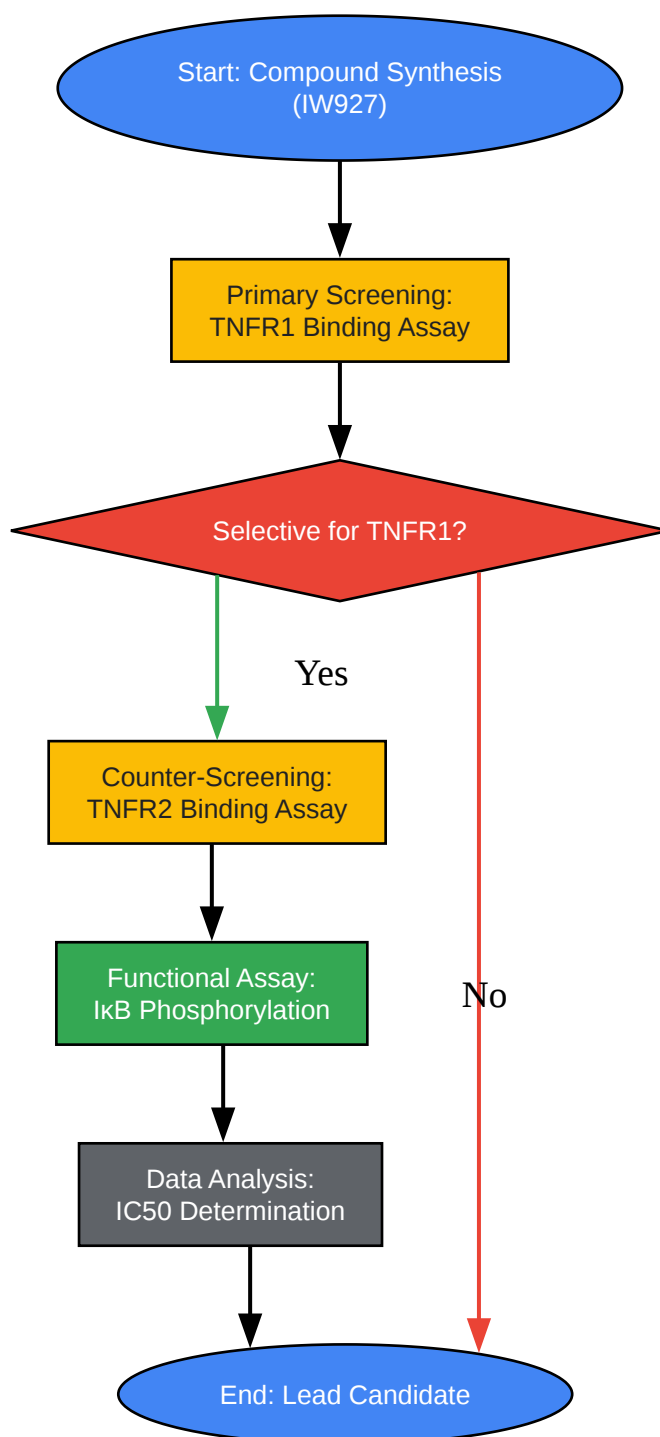 Start: Compound Synthesis
(IW927)
Primary Screening:
TNFR1 Binding Assay
Selective for TNFR1?
Yes
Counter-Screening:
TNFR2 Binding Assay
Functional Assay:
IκB Phosphorylation
No
Data Analysis:
IC50 Determination
End: Lead Candidate